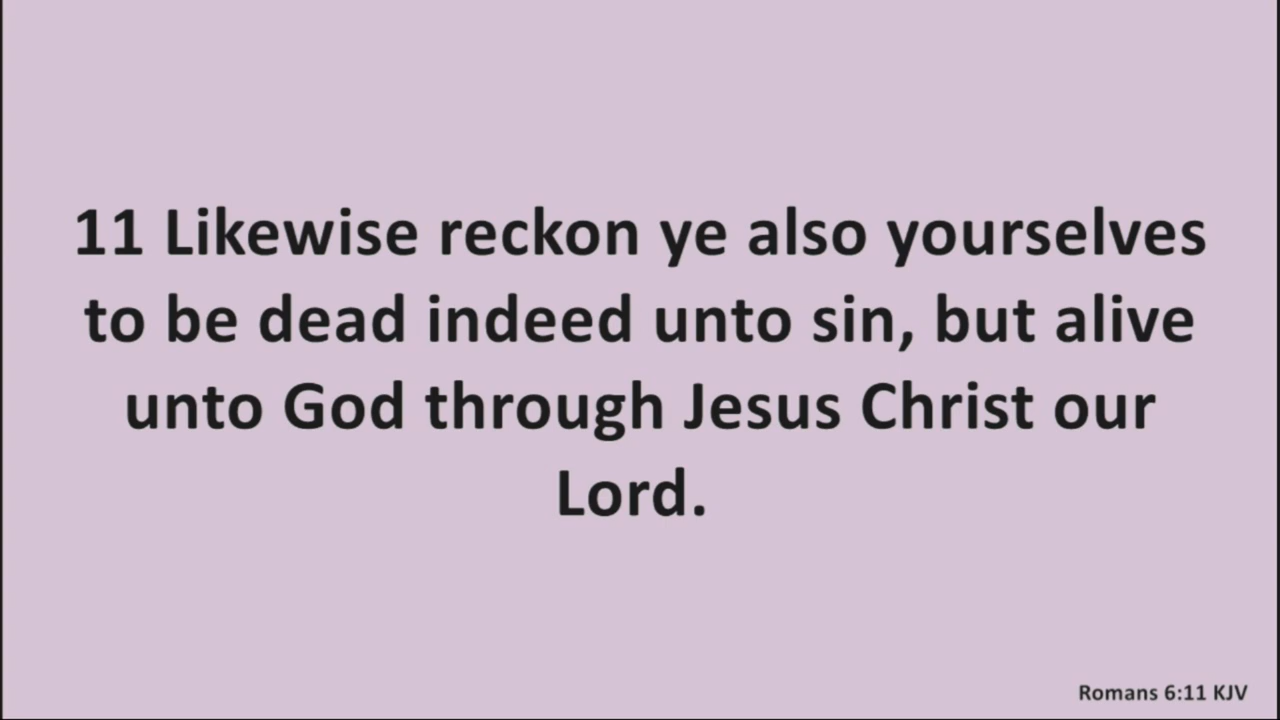 11 Likewise reckon ye also yourselves
to be dead indeed unto sin, but alive
unto God through Jesus Christ our
Lord.
Romans 6:11 KJV